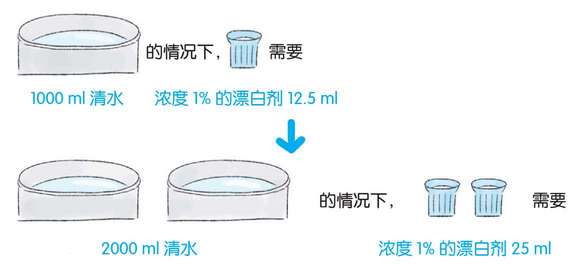 的情况下， 需要
1000 ml 清水 浓度 1% 的漂白剂 12.5 ml
的情况下， 需要
2000 ml 清水 浓度 1% 的漂白剂 25 ml